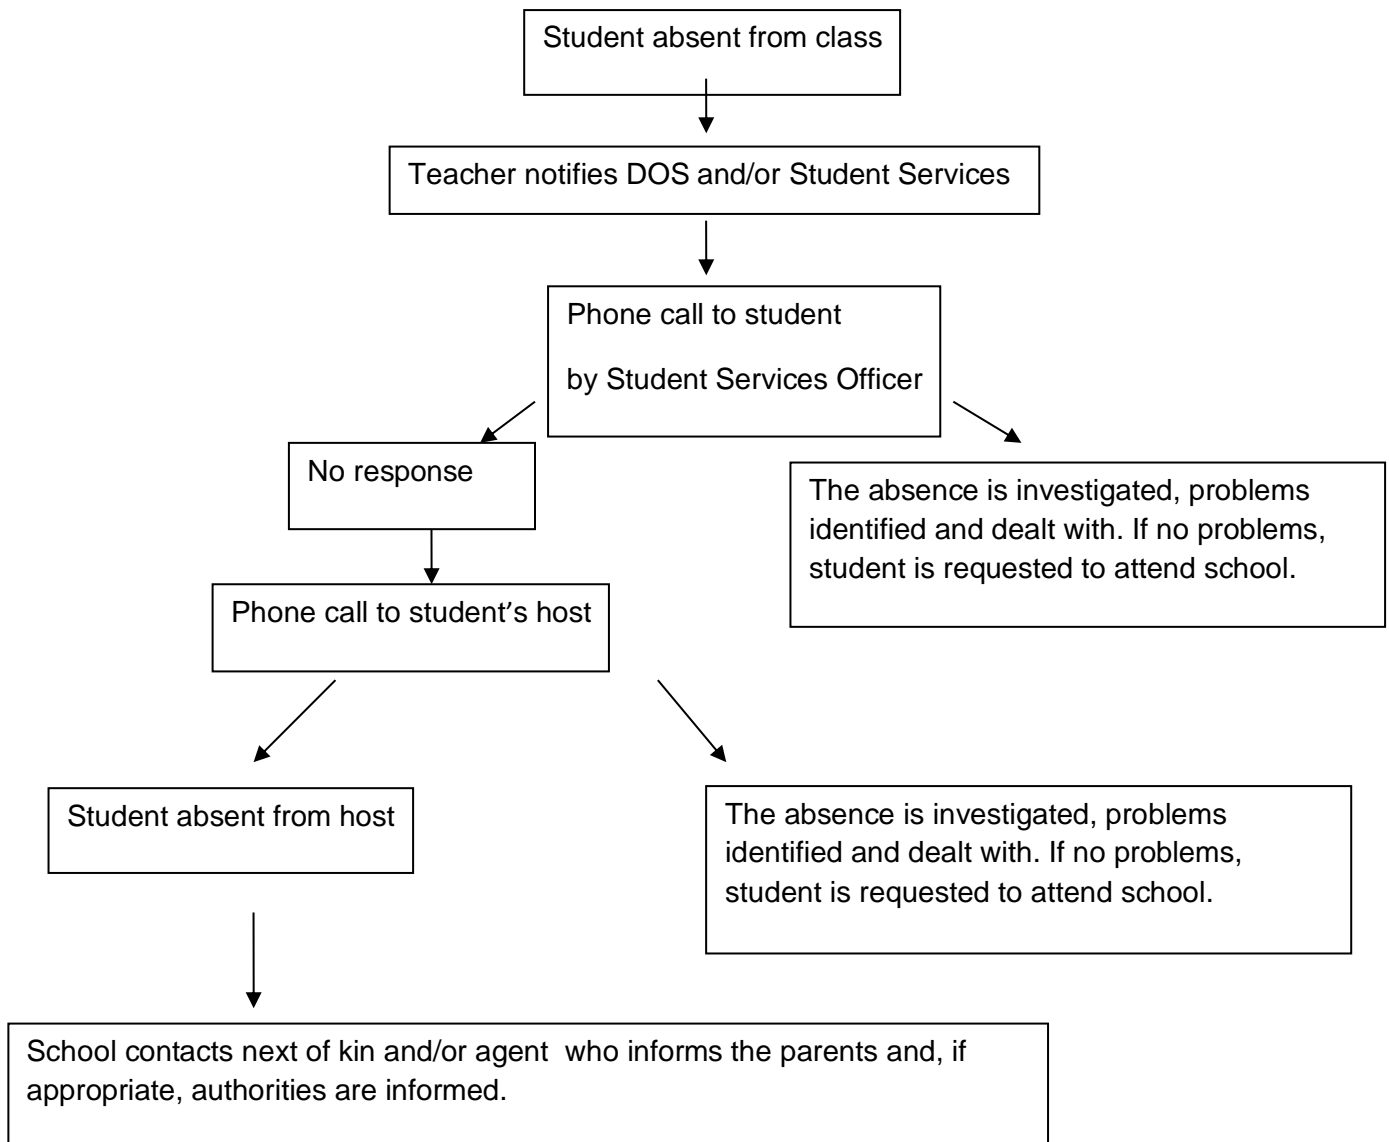 Student absent from class
Teacher notifies DOS and/or Student Services
Phone call to student
by Student Services Officer
No response
The absence is investigated, problems
identified and dealt with. If no problems,
student is requested to attend school.
Phone call to student’s host
Student absent from host
The absence is investigated, problems
identified and dealt with. If no problems,
student is requested to attend school.
School contacts next of kin and/or agent  who informs the parents and, if
appropriate, authorities are informed.